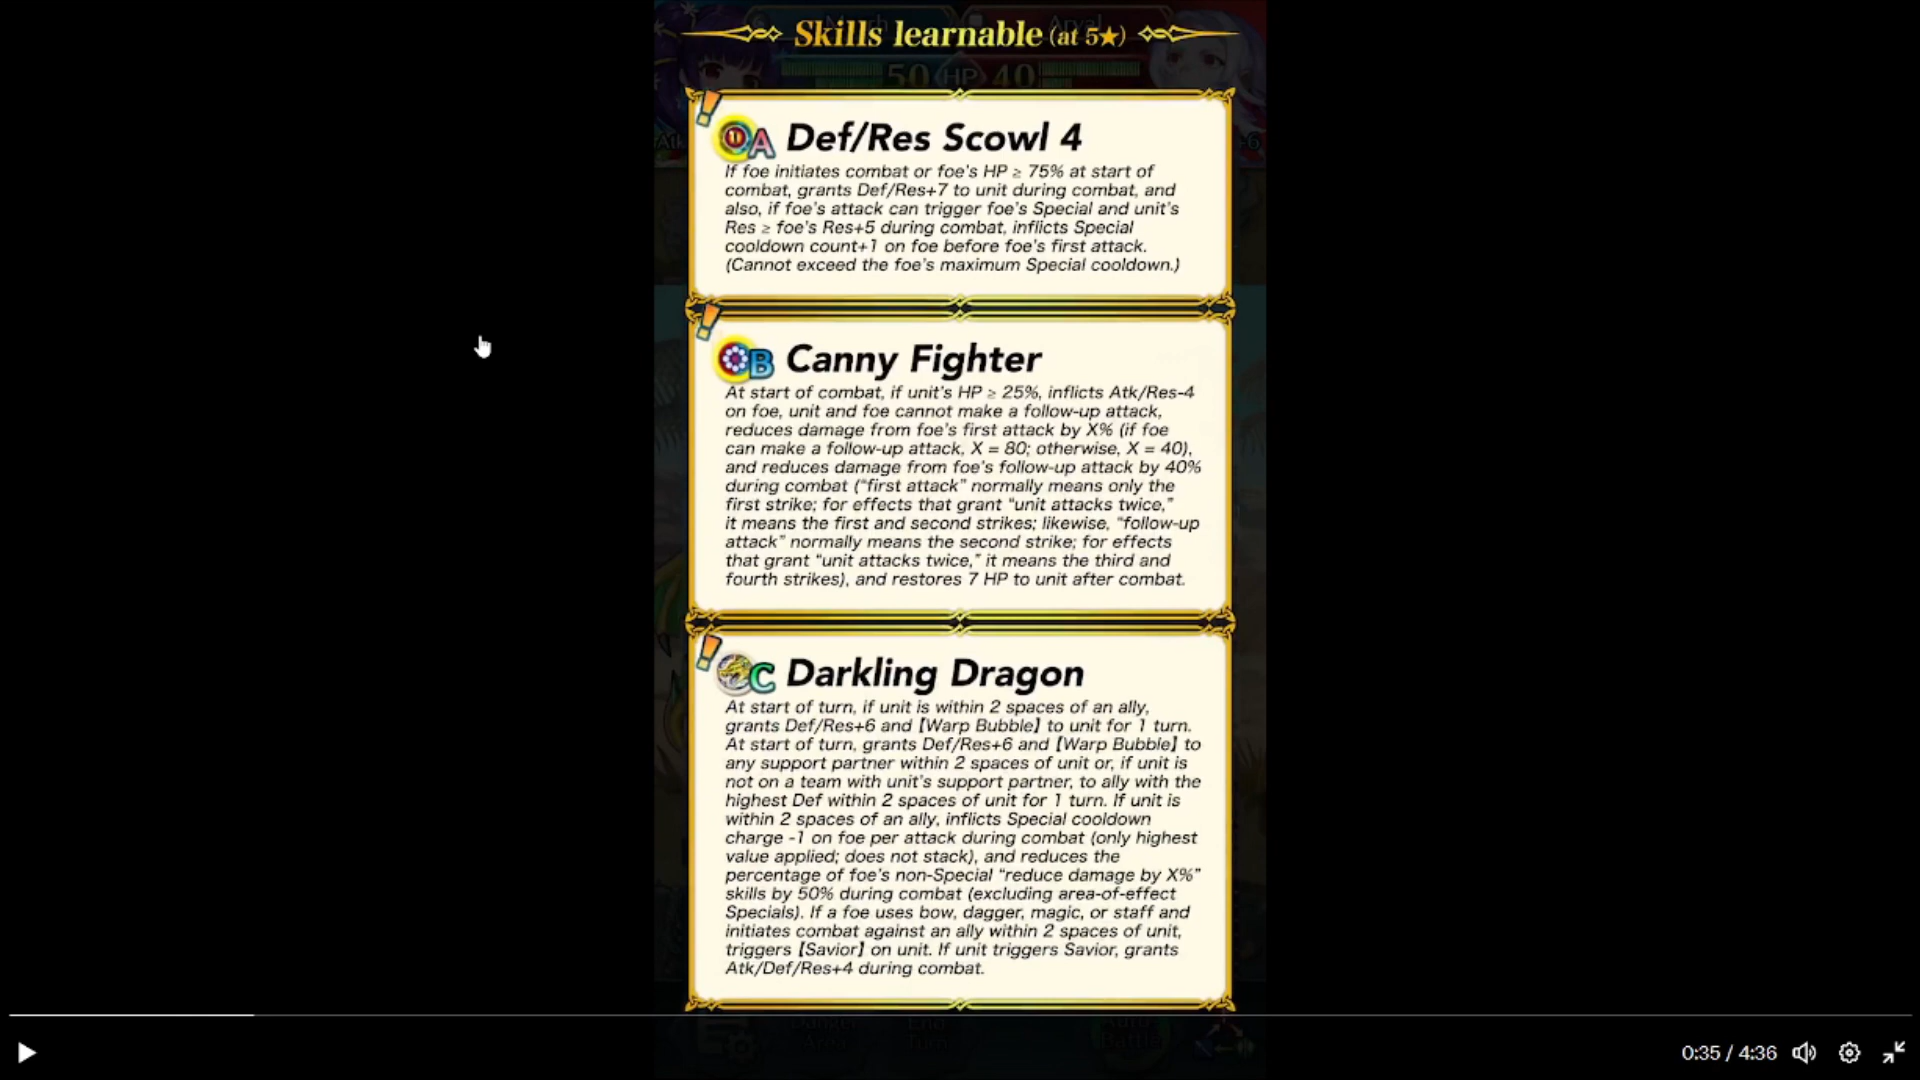 Skills learnable (at 5★)
50 HP 40
Def/Res Scowl 4
If foe initiates combat or foe's HP ≥ 75% at start of
combat, grants Def/Res+7 to unit during combat, and
also, if foe's attack can trigger foe's Special and unit's
Res ≥ foe's Res+5 during combat, inflicts Special
cooldown count+1 on foe before foe's first attack.
(Cannot exceed the foe's maximum Special cooldown.)
Canny Fighter
At start of combat, if unit's HP ≥ 25%, inflicts Atk/Res-4
on foe, unit and foe cannot make a follow-up attack,
reduces damage from foe's first attack by X% (if foe
can make a follow-up attack, X = 80; otherwise, X = 40),
and reduces damage from foe's follow-up attack by 40%
during combat (“first attack” normally means only the
first strike; for effects that grant “unit attacks twice,”
it means the first and second strikes; likewise, “follow-up
attack” normally means the second strike; for effects
that grant “unit attacks twice,” it means the third and
fourth strikes), and restores 7 HP to unit after combat.
Darkling Dragon
At start of turn, if unit is within 2 spaces of an ally,
grants Def/Res+6 and【Warp Bubble】to unit for 1 turn.
At start of turn, grants Def/Res+6 and【Warp Bubble】to
any support partner within 2 spaces of unit or, if unit is
not on a team with unit's support partner, to ally with the
highest Def within 2 spaces of unit for 1 turn. If unit is
within 2 spaces of an ally, inflicts Special cooldown
charge -1 on foe per attack during combat (only highest
value applied; does not stack), and reduces the
percentage of foe's non-Special “reduce damage by X%”
skills by 50% during combat (excluding area-of-effect
Specials). If a foe uses bow, dagger, magic, or staff and
initiates combat against an ally within 2 spaces of unit,
triggers【Savior】on unit. If unit triggers Savior, grants
Atk/Def/Res+4 during combat.
Danger Area
End Turn
Auto Battle
0:35 / 4:36